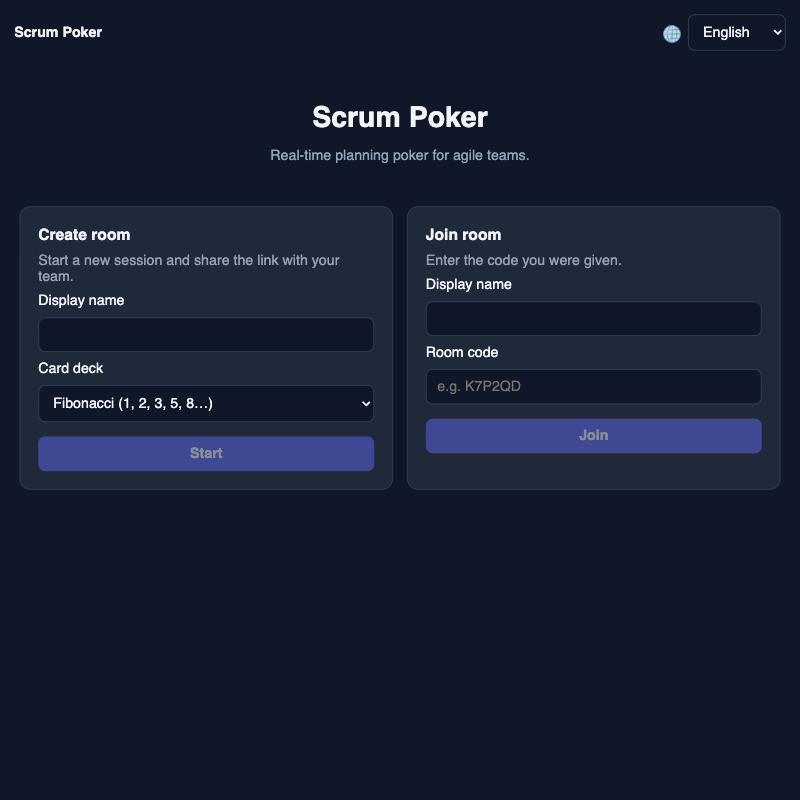 Scrum Poker
English
Scrum Poker
Real-time planning poker for agile teams.
Create room
Start a new session and share the link with your
team.
Display name
Card deck
Fibonacci (1, 2, 3, 5, 8…)
Start
Join room
Enter the code you were given.
Display name
Room code
e.g. K7P2QD
Join